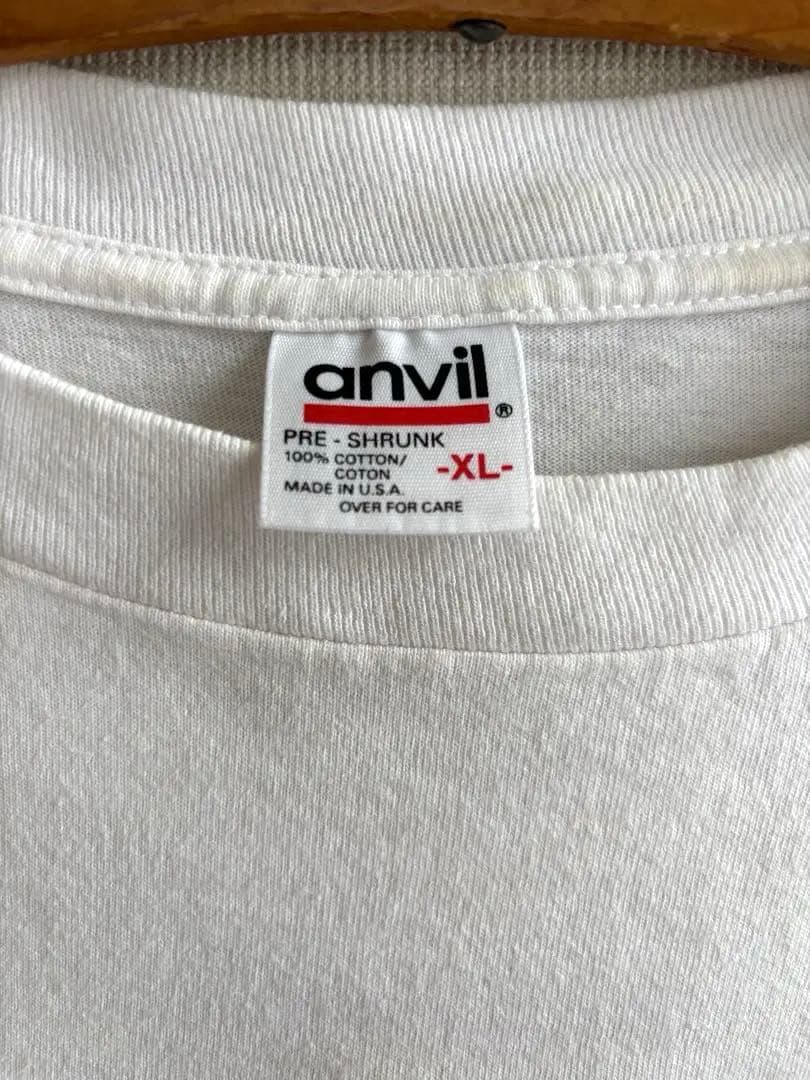 anvil®
PRE - SHRUNK
100% COTTON/
COTON
-XL-
MADE IN U.S.A.
OVER FOR CARE